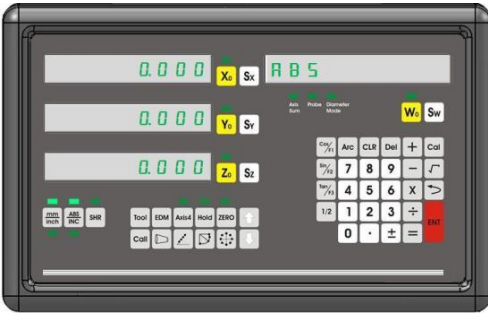 0.000 X₀ Sx ABS
Axis Sum Probe Diameter Mode W₀ Sw
0.000 Y₀ Sy
0.000 Z₀ Sz
Cos/F1 Arc CLR Del + Cal
Sin/F2 7 8 9 − √
Tan/F3 4 5 6 X
1/2 1 2 3 ÷ ENT
0 · ± =
mm/inch ABS/INC SHR Tool EDM Axis4 Hold ZERO
Call